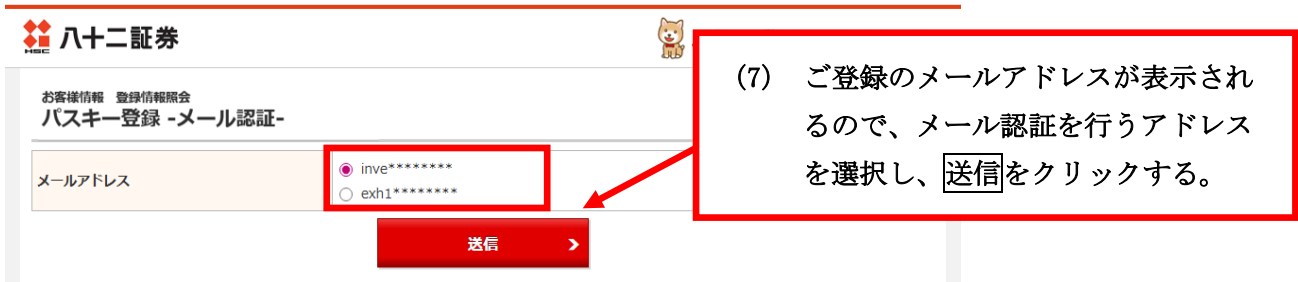 HSC 八十二証券
お客様情報 登録情報照会
パスキー登録 -メール認証-
メールアドレス
inve********
exh1********
送信
(7) ご登録のメールアドレスが表示され
るので、メール認証を行うアドレス
を選択し、送信をクリックする。